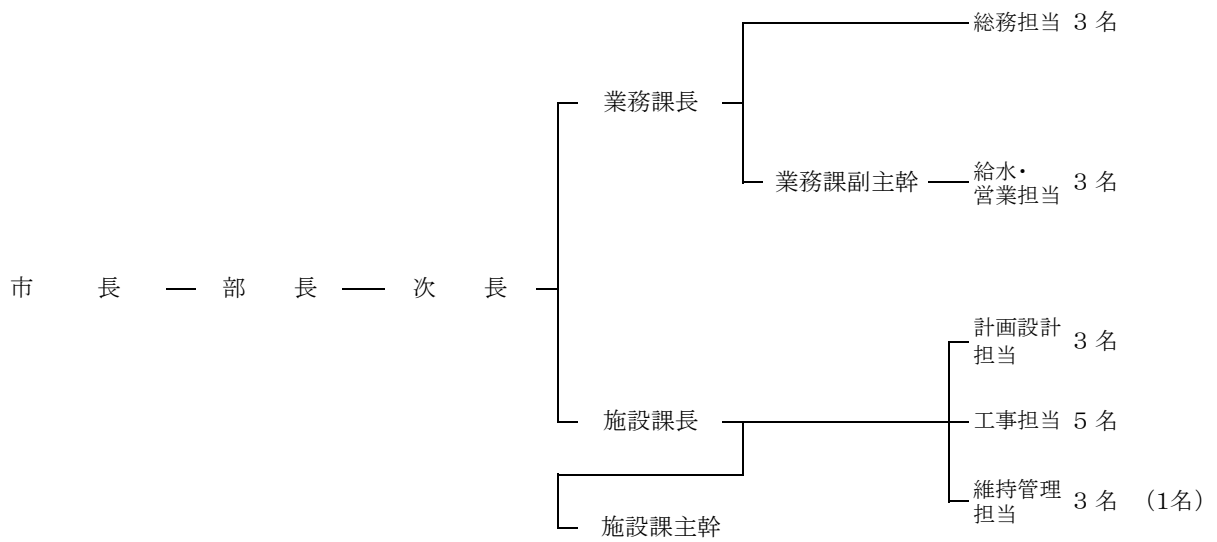 総務担当 3 名
業務課長
業務課副主幹
給水・
営業担当 3 名
市　　長
部　　長
次　　長
計画設計
担当 3 名
施設課長
工事担当 5 名
維持管理
担当 3 名 （1名）
施設課主幹